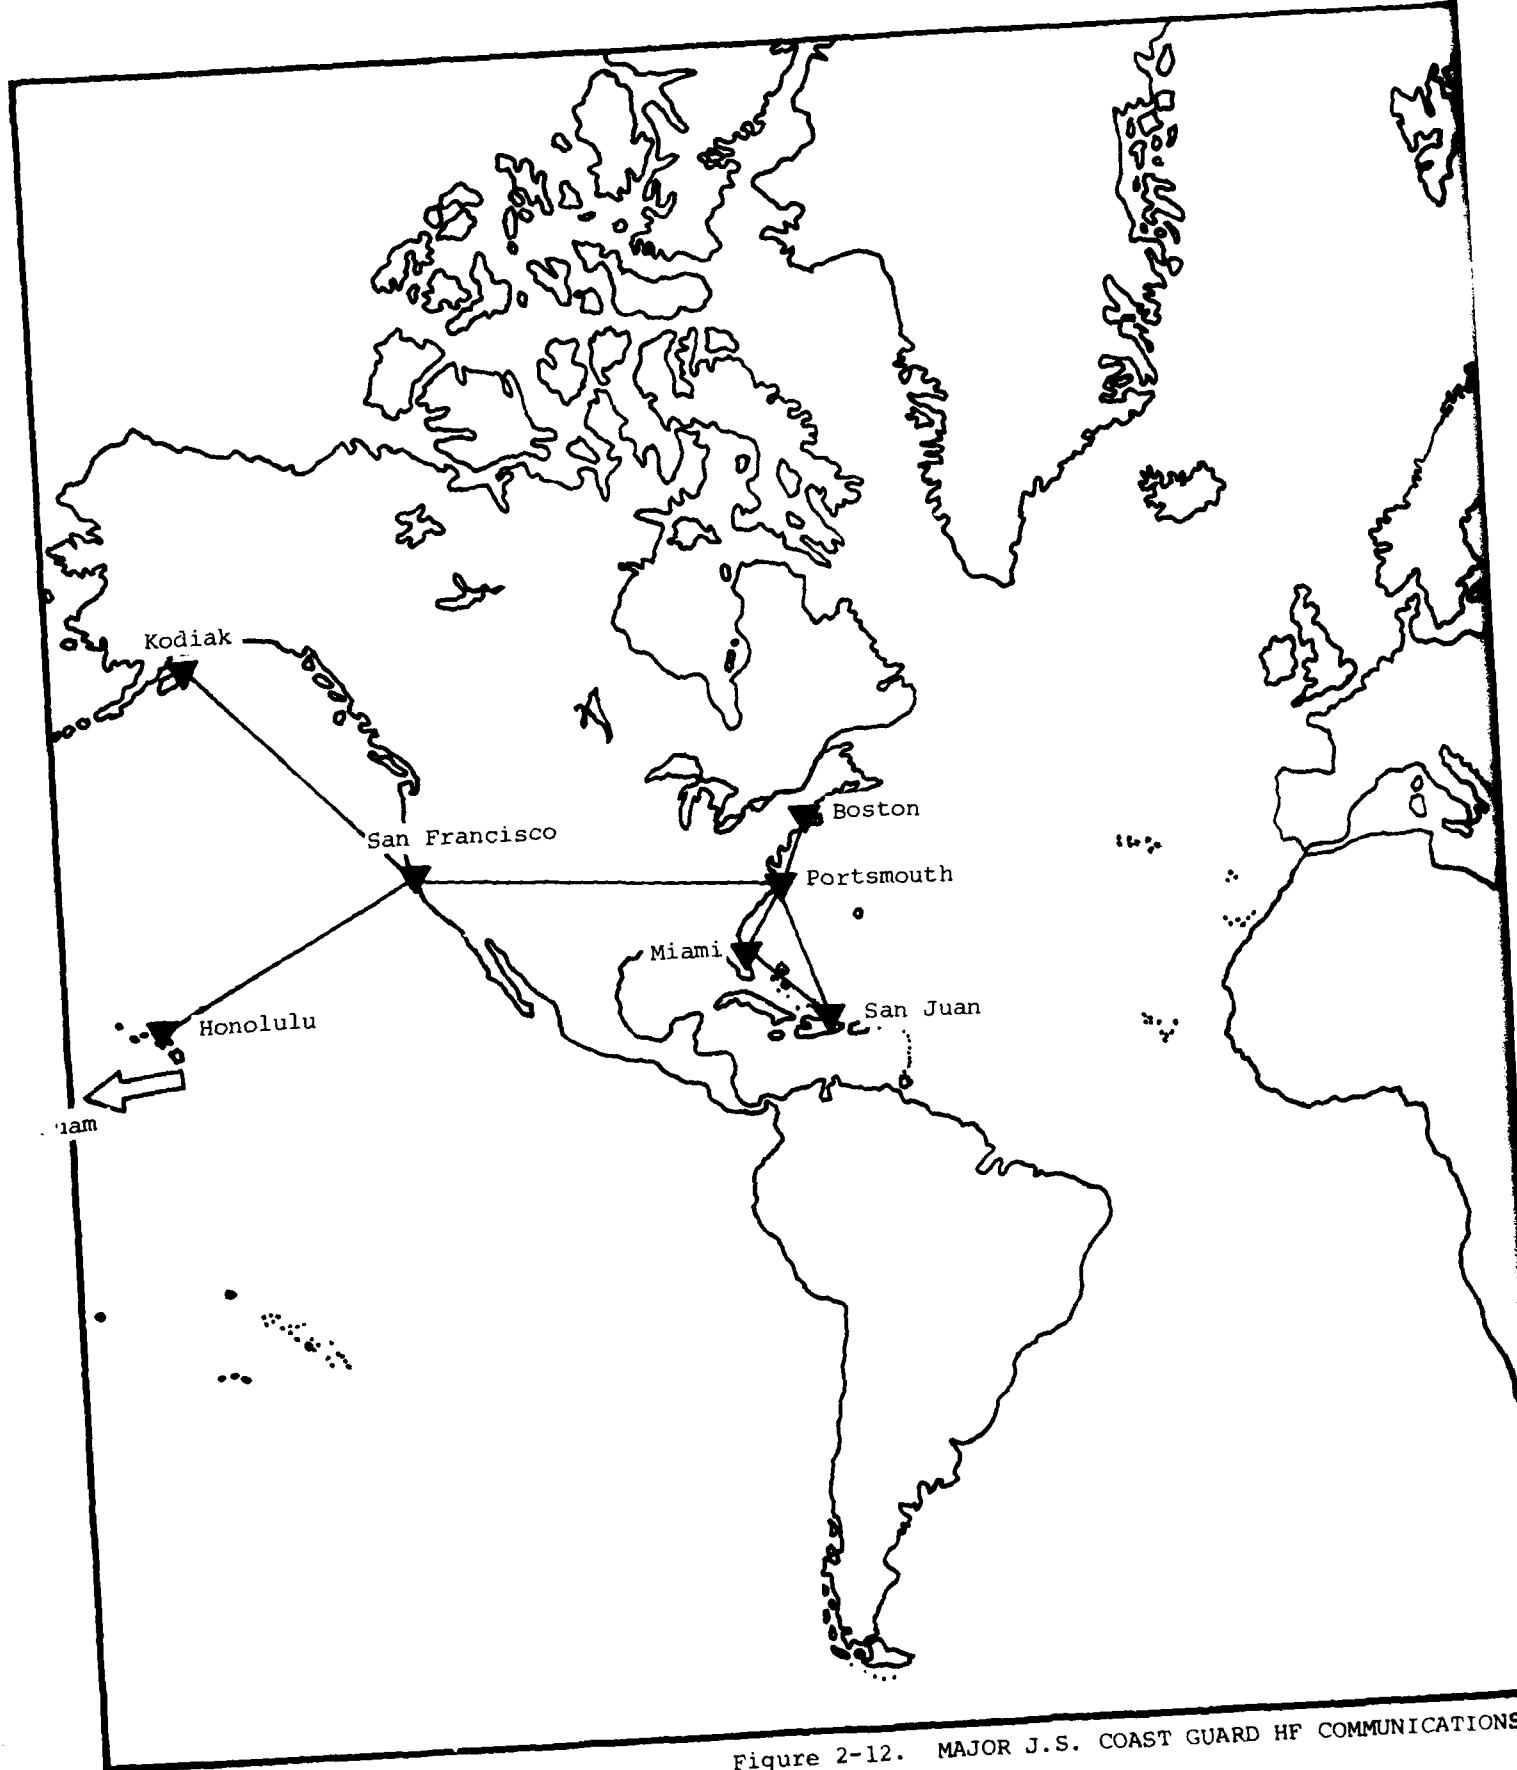 Kodiak
San Francisco
Boston
Portsmouth
Miami
San Juan
Honolulu
Figure 2-12. MAJOR J.S. COAST GUARD HF COMMUNICATIONS